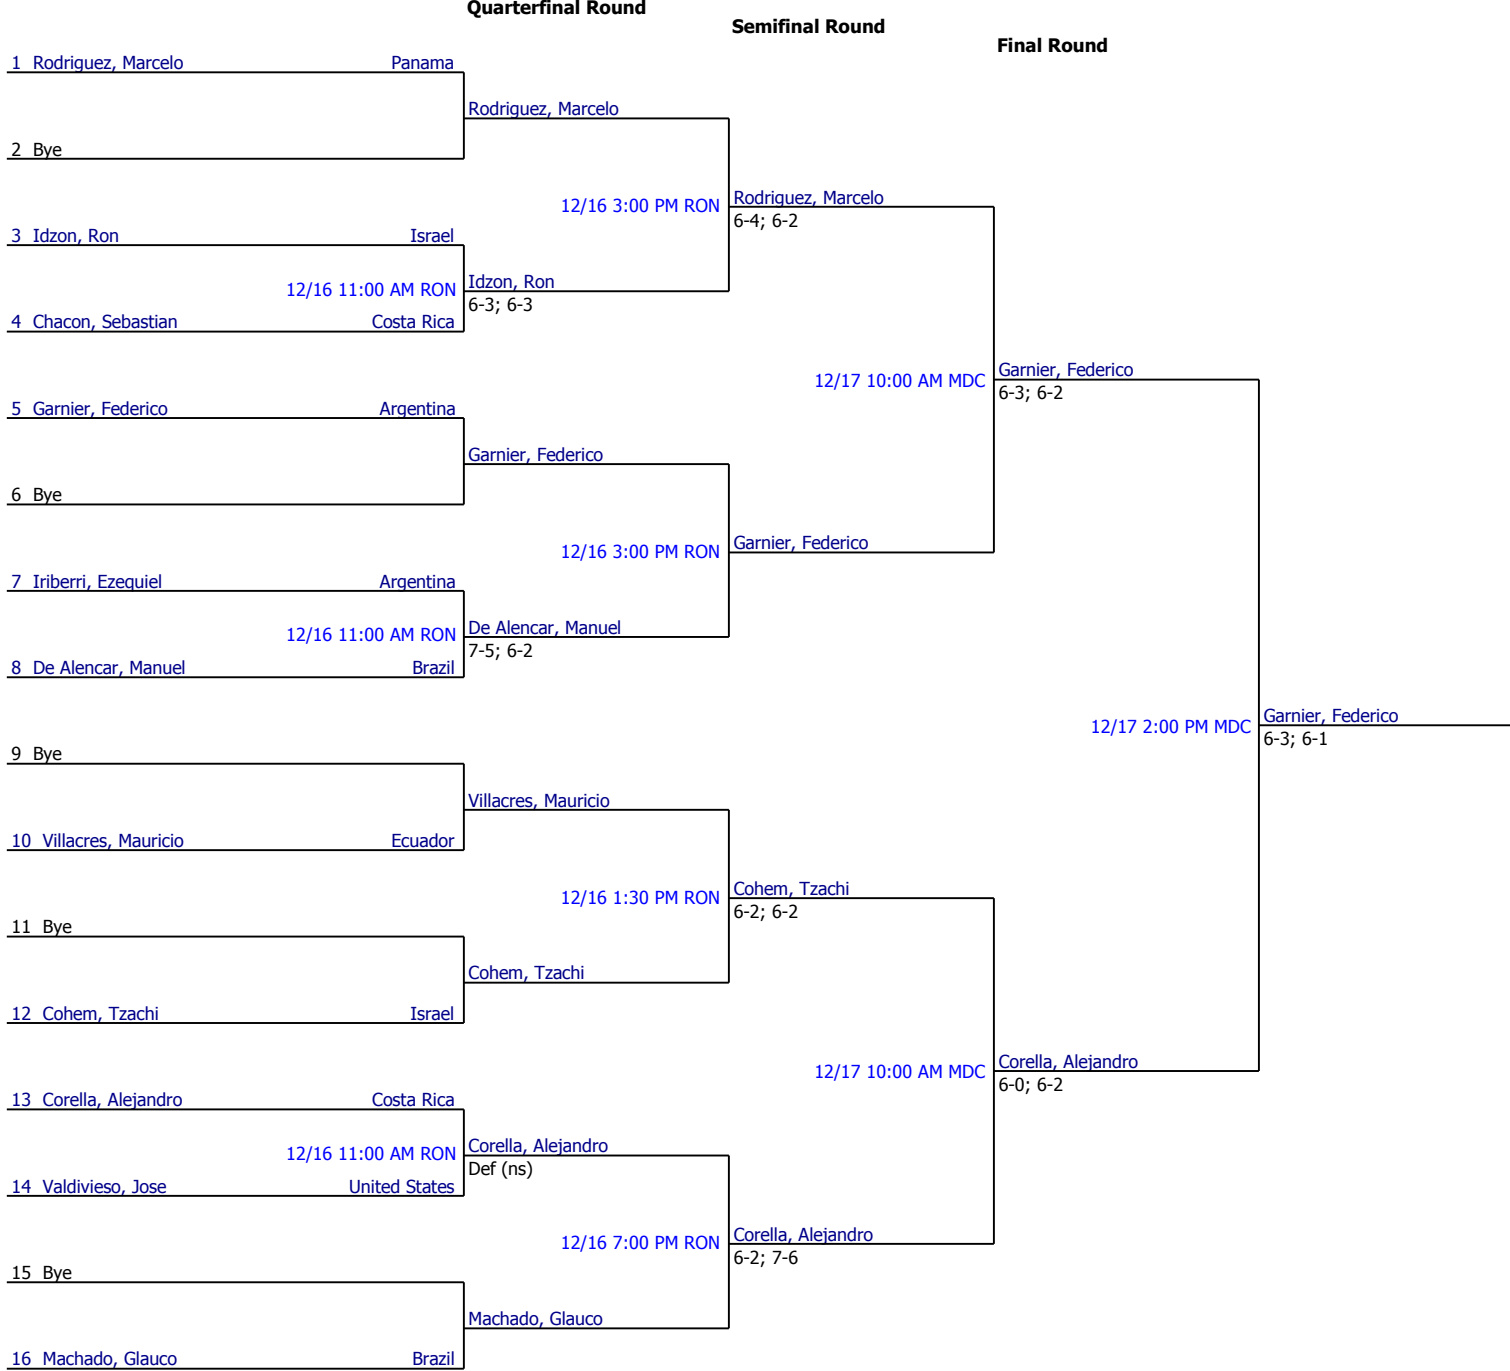 Quarterfinal Round
Semifinal Round
Final Round
1 Rodriguez, Marcelo Panama
Rodriguez, Marcelo
2 Bye
12/16 3:00 PM RON Rodriguez, Marcelo
6-4; 6-2
3 Idzon, Ron Israel
12/16 11:00 AM RON Idzon, Ron
6-3; 6-3
4 Chacon, Sebastian Costa Rica
12/17 10:00 AM MDC Garnier, Federico
6-3; 6-2
5 Garnier, Federico Argentina
Garnier, Federico
6 Bye
12/16 3:00 PM RON Garnier, Federico
7 Iriberri, Ezequiel Argentina
12/16 11:00 AM RON De Alencar, Manuel
7-5; 6-2
8 De Alencar, Manuel Brazil
12/17 2:00 PM MDC Garnier, Federico
6-3; 6-1
9 Bye
Villacres, Mauricio
10 Villacres, Mauricio Ecuador
12/16 1:30 PM RON Cohem, Tzachi
6-2; 6-2
11 Bye
Cohem, Tzachi
12 Cohem, Tzachi Israel
12/17 10:00 AM MDC Corella, Alejandro
6-0; 6-2
13 Corella, Alejandro Costa Rica
12/16 11:00 AM RON Corella, Alejandro
Def (ns)
14 Valdivieso, Jose United States
12/16 7:00 PM RON Corella, Alejandro
6-2; 7-6
15 Bye
Machado, Glauco
16 Machado, Glauco Brazil